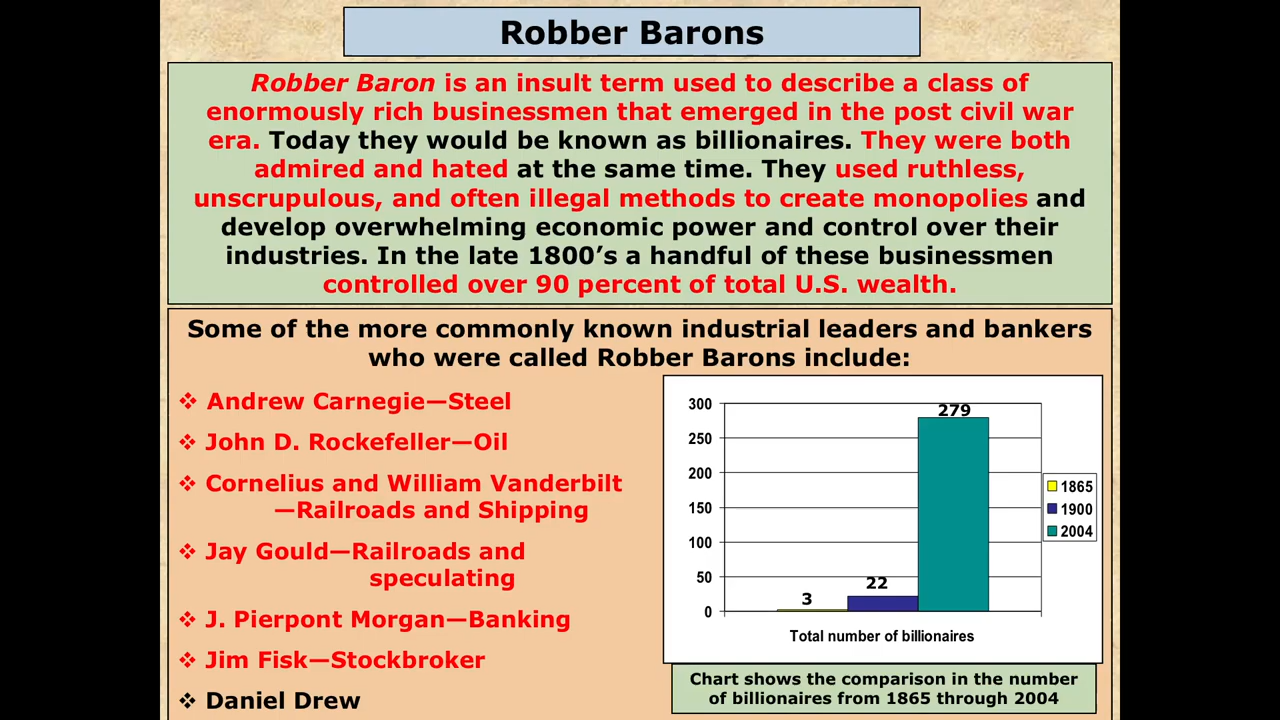 Robber Barons
Robber Baron is an insult term used to describe a class of
enormously rich businessmen that emerged in the post civil war
era. Today they would be known as billionaires. They were both
admired and hated at the same time. They used ruthless,
unscrupulous, and often illegal methods to create monopolies and
develop overwhelming economic power and control over their
industries. In the late 1800’s a handful of these businessmen
controlled over 90 percent of total U.S. wealth.
Some of the more commonly known industrial leaders and bankers
who were called Robber Barons include:
❖ Andrew Carnegie—Steel
❖ John D. Rockefeller—Oil
❖ Cornelius and William Vanderbilt
—Railroads and Shipping
❖ Jay Gould—Railroads and
speculating
❖ J. Pierpont Morgan—Banking
❖ Jim Fisk—Stockbroker
❖ Daniel Drew
300
250
200
150
100
50
0
3
22
279
1865
1900
2004
Total number of billionaires
Chart shows the comparison in the number
of billionaires from 1865 through 2004